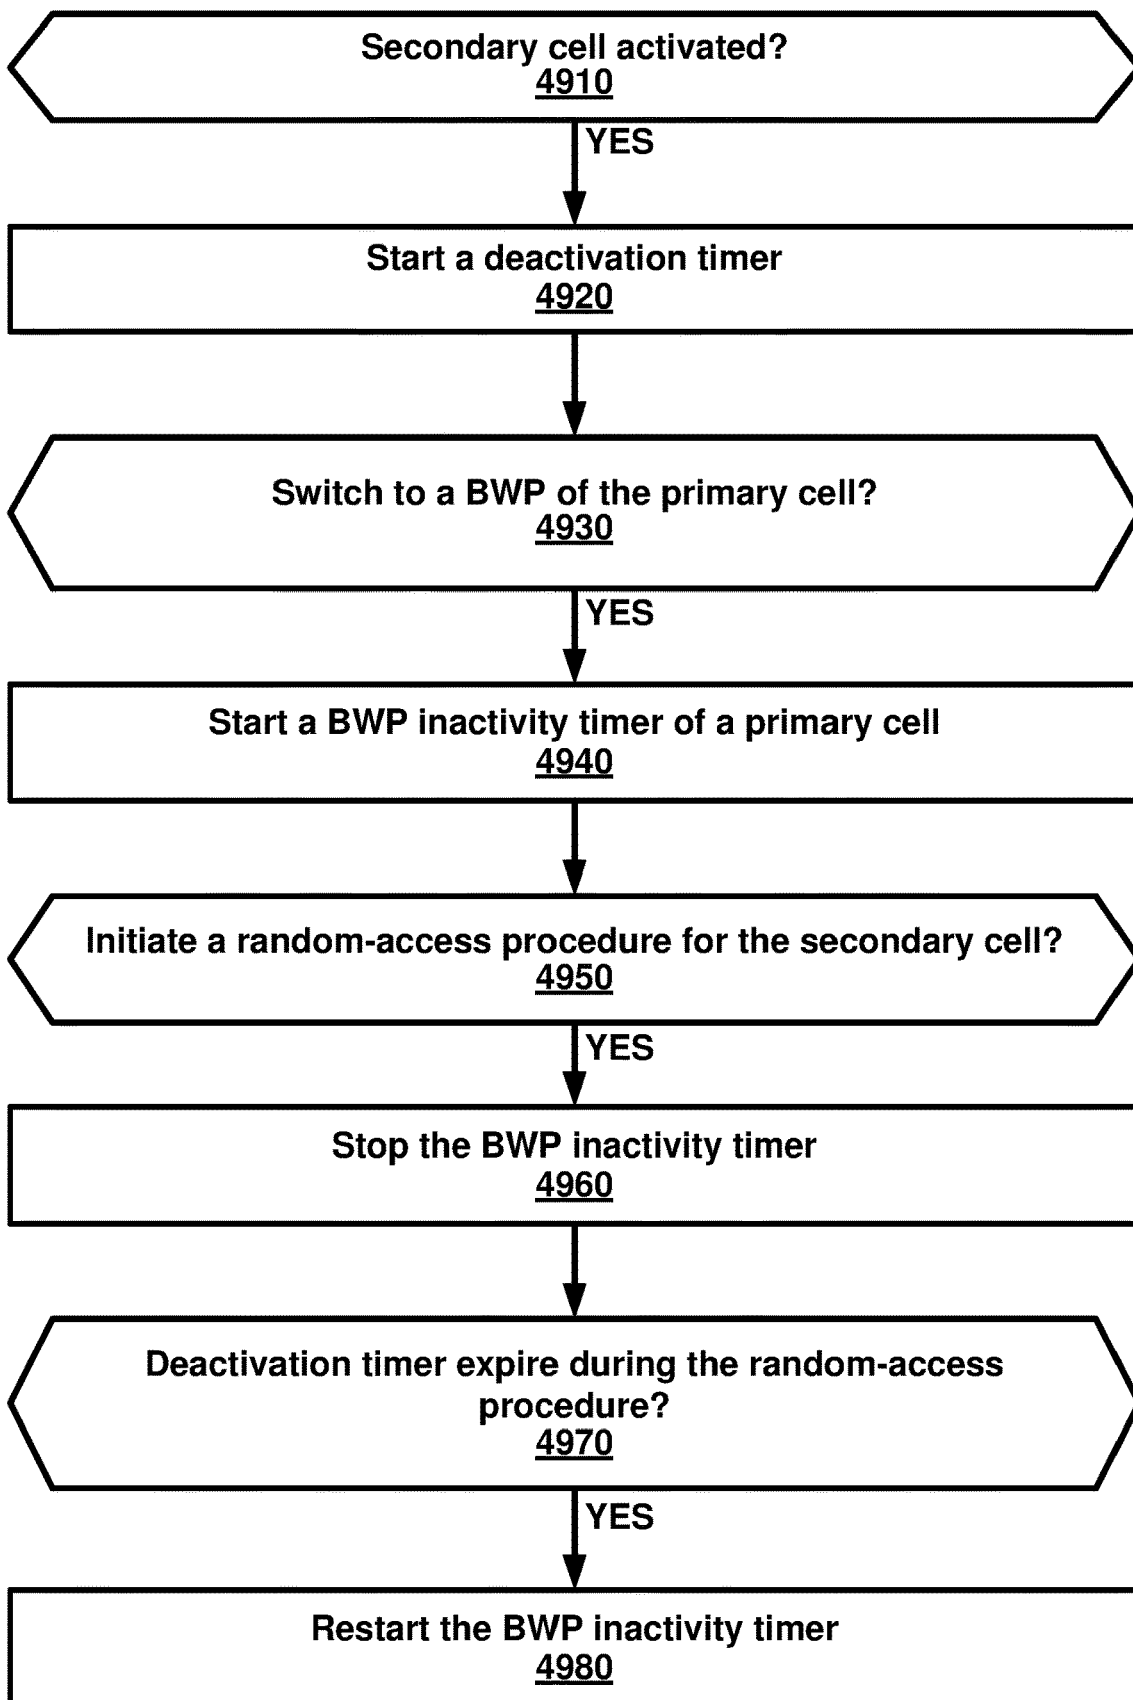 Secondary cell activated?
4910
YES
Start a deactivation timer
4920
Switch to a BWP of the primary cell?
4930
YES
Start a BWP inactivity timer of a primary cell
4940
Initiate a random-access procedure for the secondary cell?
4950
YES
Stop the BWP inactivity timer
4960
Deactivation timer expire during the random-access
procedure?
4970
YES
Restart the BWP inactivity timer
4980